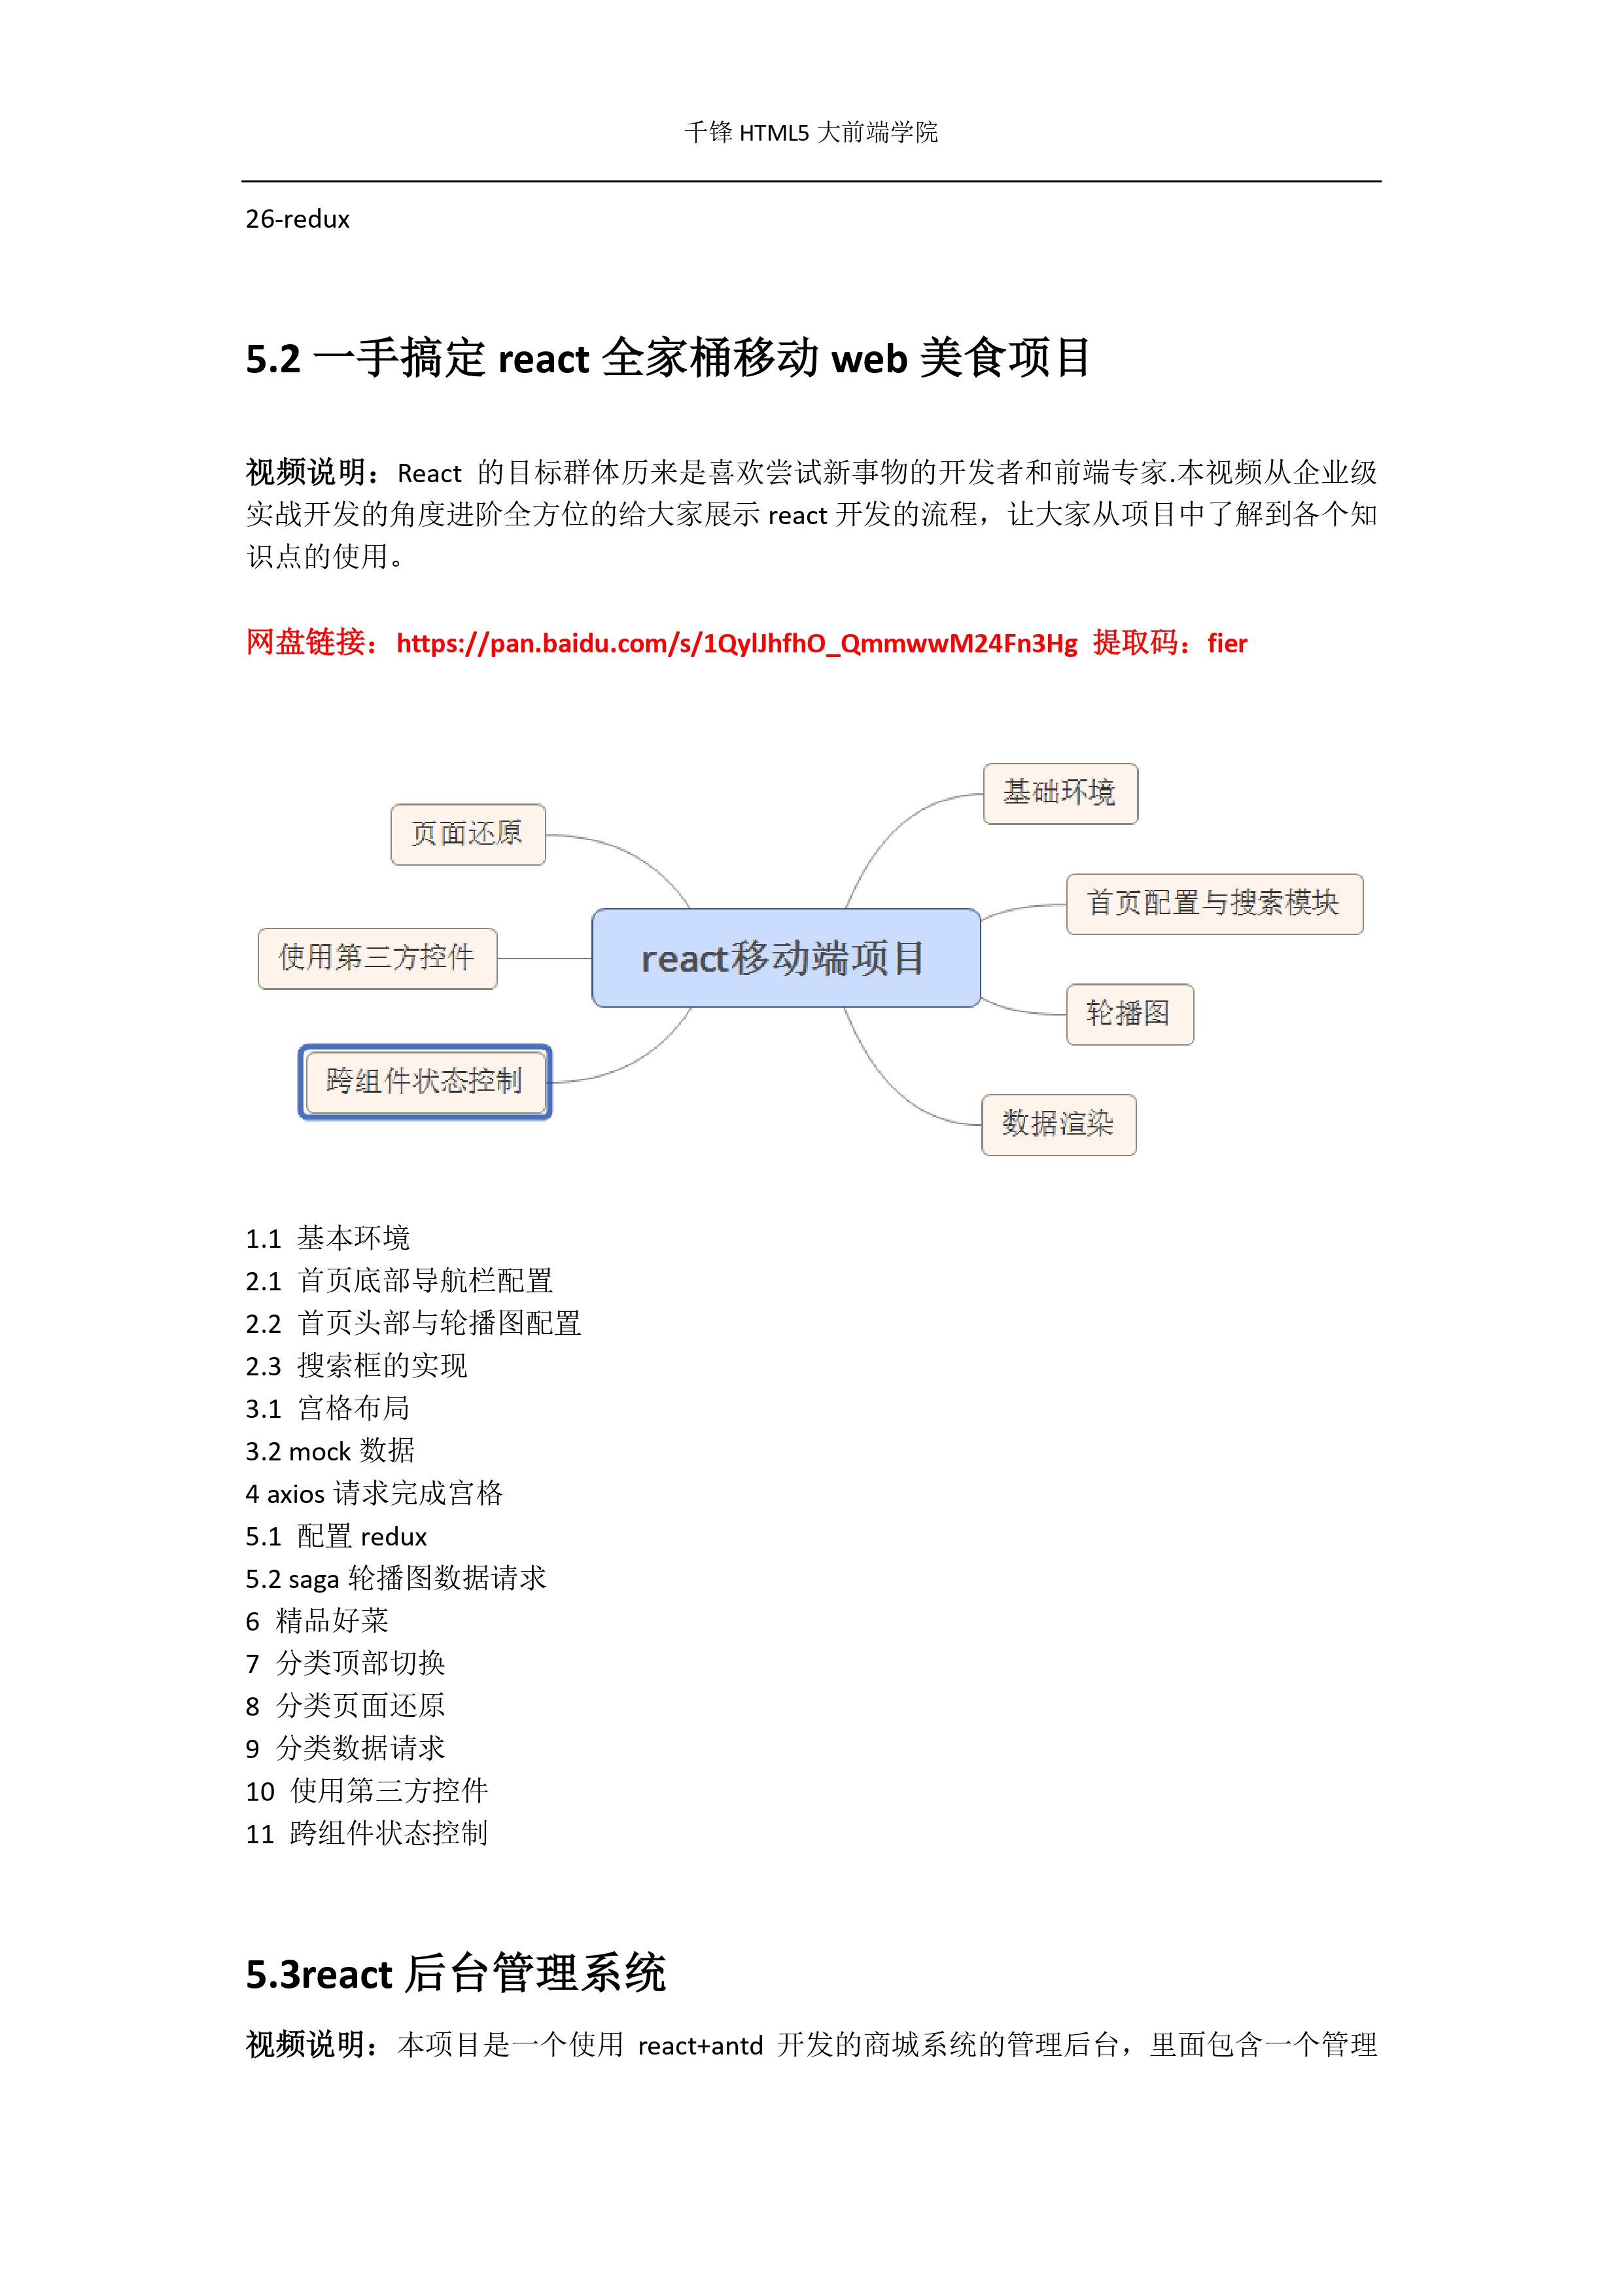 千锋 HTML5 大前端学院
26-redux
5.2 一手搞定 react 全家桶移动 web 美食项目
视频说明：React 的目标群体历来是喜欢尝试新事物的开发者和前端专家.本视频从企业级
实战开发的角度进阶全方位的给大家展示 react 开发的流程，让大家从项目中了解到各个知
识点的使用。
网盘链接：https://pan.baidu.com/s/1QylJhfhO_QmmwwM24Fn3Hg 提取码：fier
基础环境
页面还原
首页配置与搜索模块
使用第三方控件
react移动端项目
轮播图
跨组件状态控制
数据渲染
1.1 基本环境
2.1 首页底部导航栏配置
2.2 首页头部与轮播图配置
2.3 搜索框的实现
3.1 宫格布局
3.2 mock 数据
4 axios 请求完成宫格
5.1 配置 redux
5.2 saga 轮播图数据请求
6 精品好菜
7 分类顶部切换
8 分类页面还原
9 分类数据请求
10 使用第三方控件
11 跨组件状态控制
5.3react 后台管理系统
视频说明：本项目是一个使用 react+antd 开发的商城系统的管理后台，里面包含一个管理